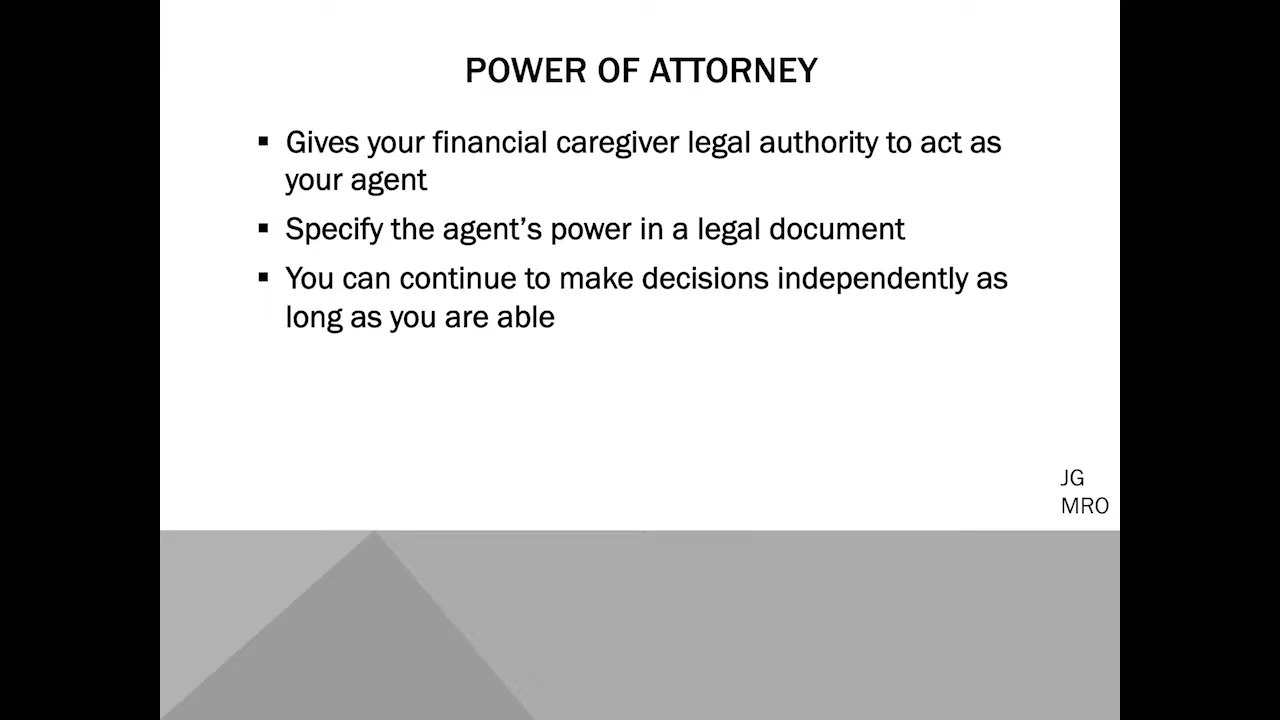 POWER OF ATTORNEY
▪ Gives your financial caregiver legal authority to act as
your agent
▪ Specify the agent’s power in a legal document
▪ You can continue to make decisions independently as
long as you are able
JG
MRO